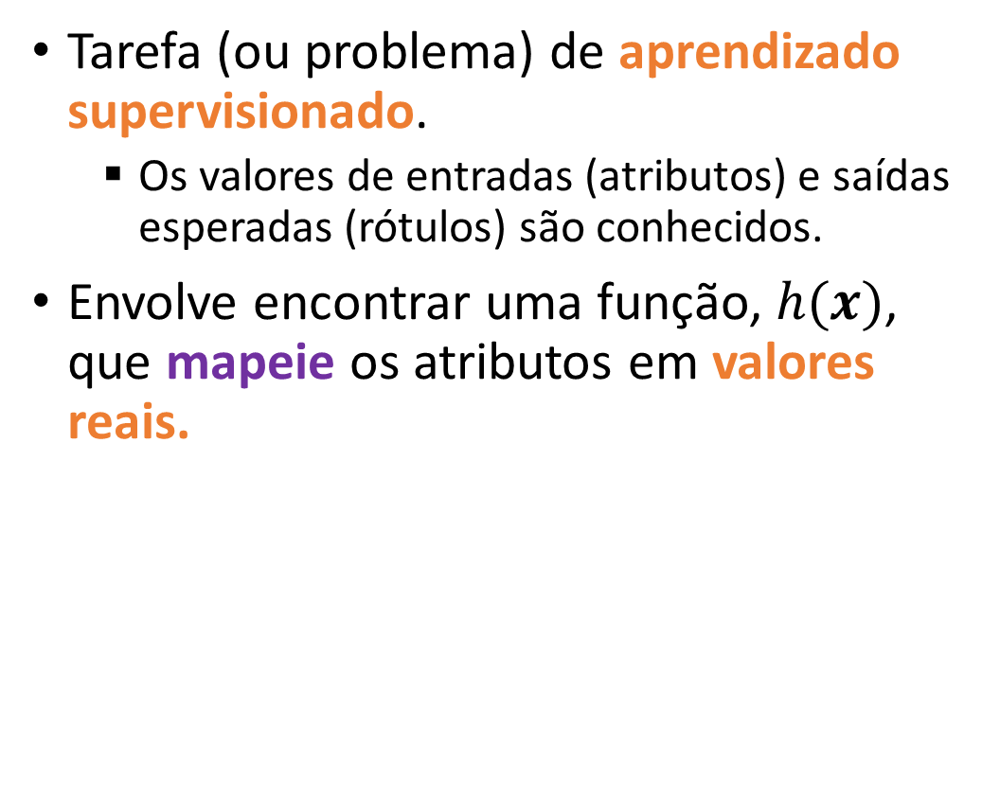 • Tarefa (ou problema) de aprendizado
supervisionado.
▪ Os valores de entradas (atributos) e saídas
esperadas (rótulos) são conhecidos.
• Envolve encontrar uma função, ℎ(𝒙),
que mapeie os atributos em valores
reais.